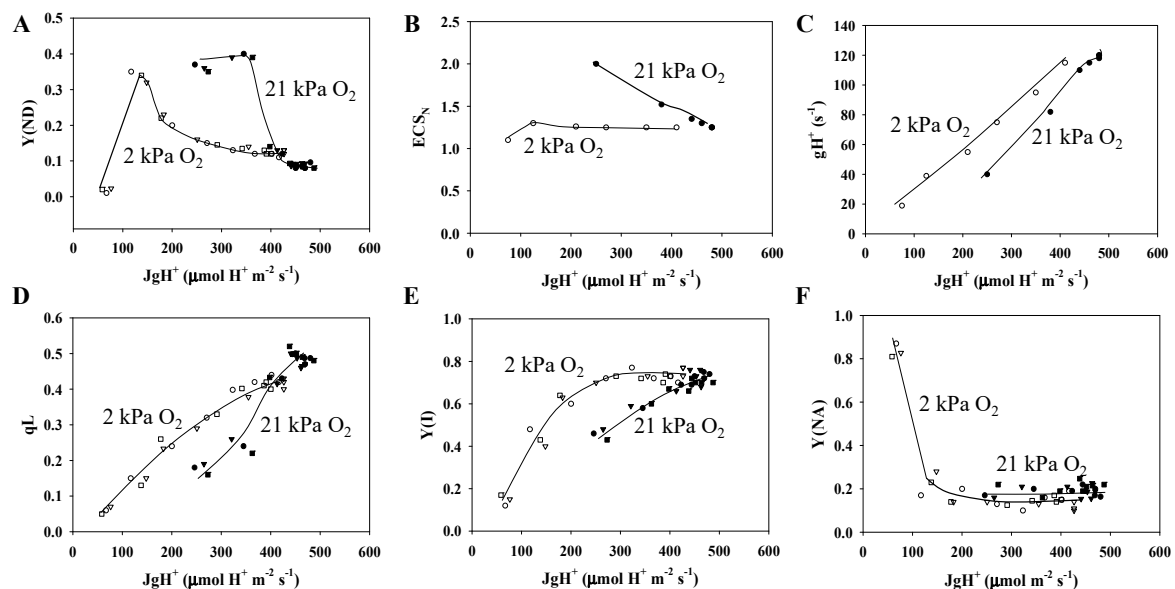 A
Y(ND)
0.5
0.4
0.3
0.2
0.1
0.0
21 kPa O₂
2 kPa O₂
0 100 200 300 400 500 600
JgH⁺ (μmol H⁺ m⁻² s⁻¹)
B
ECS_N
2.5
2.0
1.5
1.0
0.5
0.0
21 kPa O₂
2 kPa O₂
0 100 200 300 400 500 600
JgH⁺ (μmol H⁺ m⁻² s⁻¹)
C
gH⁺ (s⁻¹)
140
120
100
80
60
40
20
0
2 kPa O₂
21 kPa O₂
0 100 200 300 400 500 600
JgH⁺ (μmol H⁺ m⁻² s⁻¹)
D
qL
0.6
0.5
0.4
0.3
0.2
0.1
0.0
2 kPa O₂
21 kPa O₂
0 100 200 300 400 500 600
JgH⁺ (μmol H⁺ m⁻² s⁻¹)
E
Y(I)
1.0
0.8
0.6
0.4
0.2
0.0
2 kPa O₂
21 kPa O₂
0 100 200 300 400 500 600
JgH⁺ (μmol H⁺ m⁻² s⁻¹)
F
Y(NA)
1.0
0.8
0.6
0.4
0.2
0.0
2 kPa O₂
21 kPa O₂
0 100 200 300 400 500 600
JgH⁺ (μmol H⁺ m⁻² s⁻¹)